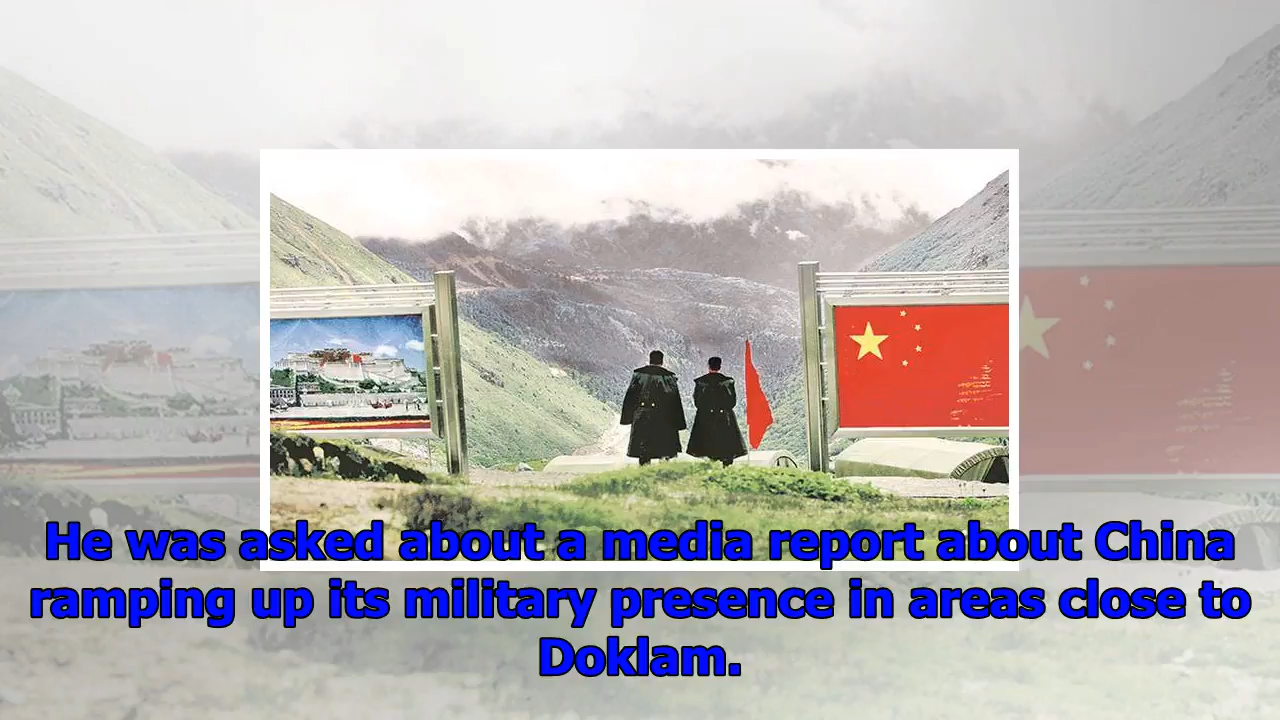 He was asked about a media report about China
ramping up its military presence in areas close to
Doklam.